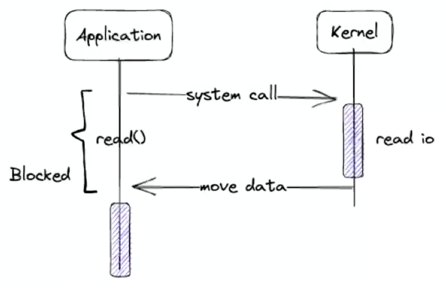 Application
Kernel
system call
read()
read io
Blocked
move data